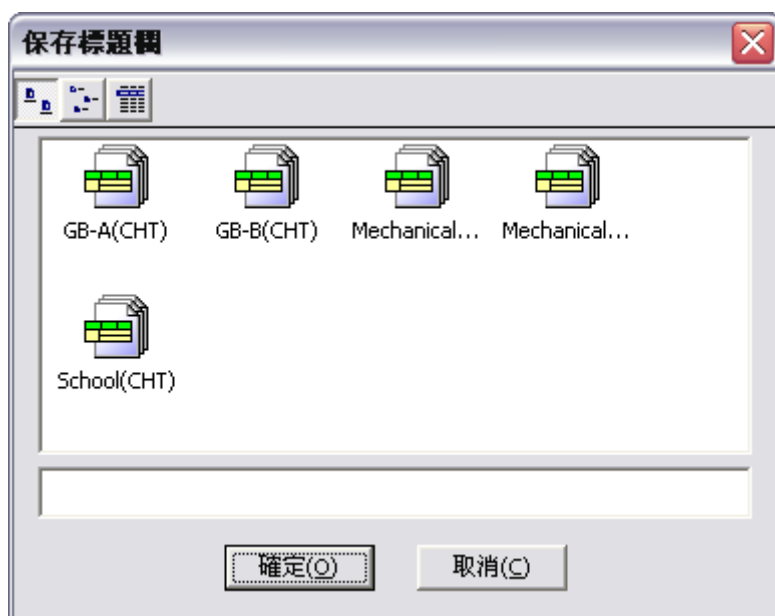 保存標題欄
GB-A(CHT) GB-B(CHT) Mechanical... Mechanical...
School(CHT)
確定(O) 取消(C)